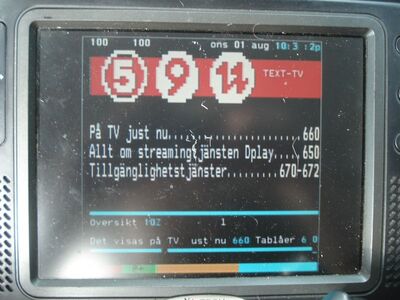 100 100 ons 01 aug 10:3 :2p
5 9 11
TEXT-TV
På TV just nu..................660
Allt om streamingtjänsten Dplay....650
Tillgänglighetstjänster.........670-672
Översikt 102 1
Det visas på TV ust nu 660 Tablåer 6 0